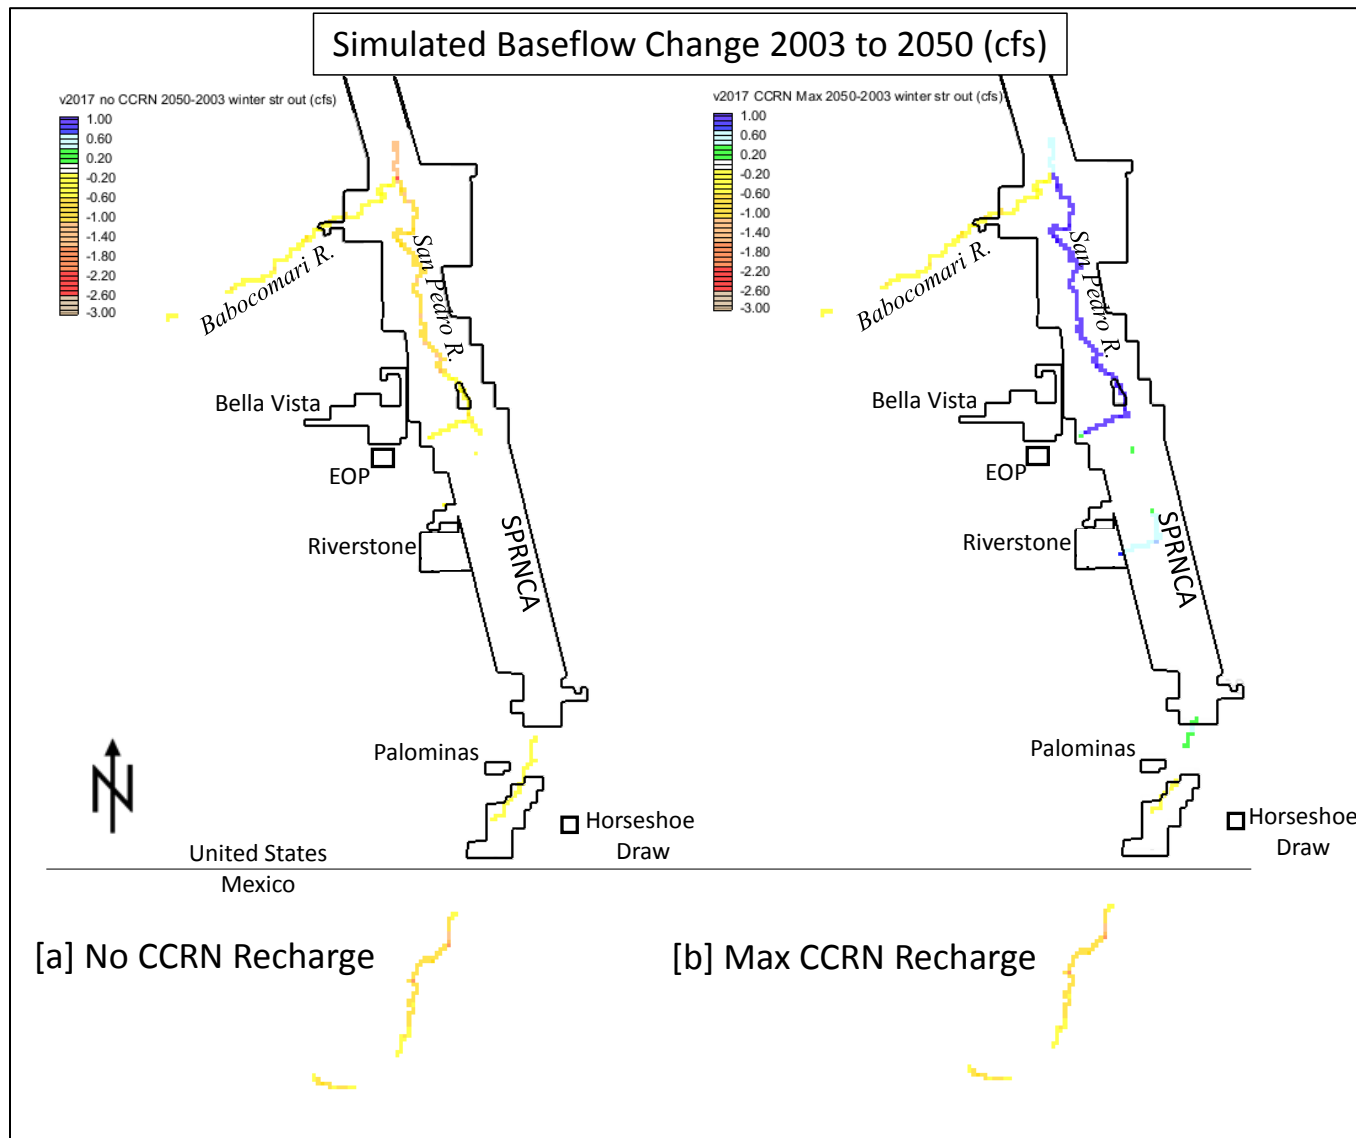 Simulated Baseflow Change 2003 to 2050 (cfs)
v2017 no CCRN 2050-2003 winter str out (cfs)
1.00
0.60
0.20
-0.20
-0.60
-1.00
-1.40
-1.80
-2.20
-2.60
-3.00
Babocomari R.
San Pedro R.
Bella Vista
EOP
Riverstone
SPRNCA
Palominas
Horseshoe
Draw
N
United States
Mexico
[a] No CCRN Recharge
v2017 CCRN Max 2050-2003 winter str out (cfs)
1.00
0.60
0.20
-0.20
-0.60
-1.00
-1.40
-1.80
-2.20
-2.60
-3.00
Babocomari R.
San Pedro R.
Bella Vista
EOP
Riverstone
SPRNCA
Palominas
Horseshoe
Draw
[b] Max CCRN Recharge